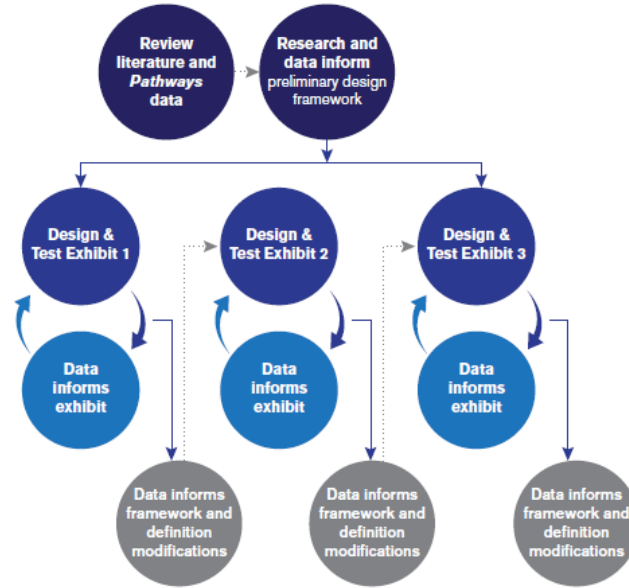 Review
literature and
Pathways
data
Research and
data inform
preliminary design
framework
Design &
Test Exhibit 1
Design &
Test Exhibit 2
Design &
Test Exhibit 3
Data
informs
exhibit
Data
informs
exhibit
Data
informs
exhibit
Data informs
framework and
definition
modifications
Data informs
framework and
definition
modifications
Data informs
framework and
definition
modifications